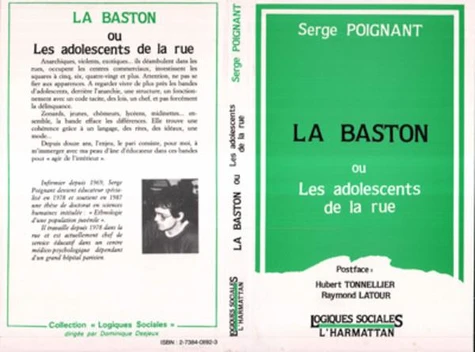 LA BASTON
ou
Les adolescents de la rue
Anarchiques, violents, exotiques... ils déambulent dans les
rues, occupent les centres commerciaux, investissent les
squares à cinq, six, quatre-vingt et plus. Attention, ne pas se
fier aux apparences. A regarder vivre de plus près les bandes
d'adolescents, derrière l'anarchie, une structure, un fonction-
nement avec un code tacite, des lois, un chef, et pas forcément
la délinquance.
Zonards, jeunes, chômeurs, lycéens, midinettes... en-
semble, la bande efface les différences. Elle trouve une
cohérence grâce à un langage, des rites, des idéaux, une
mode...
Depuis douze ans, l'enjeu, le pari consiste, pour moi, à
m'immerger avec ma peau d'âne d'éducateur dans ces bandes
pour « agir de l'intérieur ».
Infirmier depuis 1969, Serge
Poignant devient éducateur spécia-
lisé en 1978 et soutient en 1987
une thèse de doctorat en sciences
humaines intitulée : « Ethnologie
d'une population juvénile ».
Il travaille depuis 1978 dans la
rue et est actuellement chef de
service éducatif dans un centre
médico-psychologique dépendant
d'un grand hôpital parisien.
Collection « Logiques Sociales »
dirigée par Dominique Desjeux
ISBN : 2-7384-0892-3
Serge POIGNANT
LA BASTON ou Les adolescents
de la rue
LOGIQUES SOCIALES
L'HARMATTAN
Serge POIGNANT
LA BASTON
ou
Les adolescents
de la rue
Postface :
Hubert TONNELLIER
Raymond LATOUR
LOGIQUES SOCIALES
L'HARMATTAN